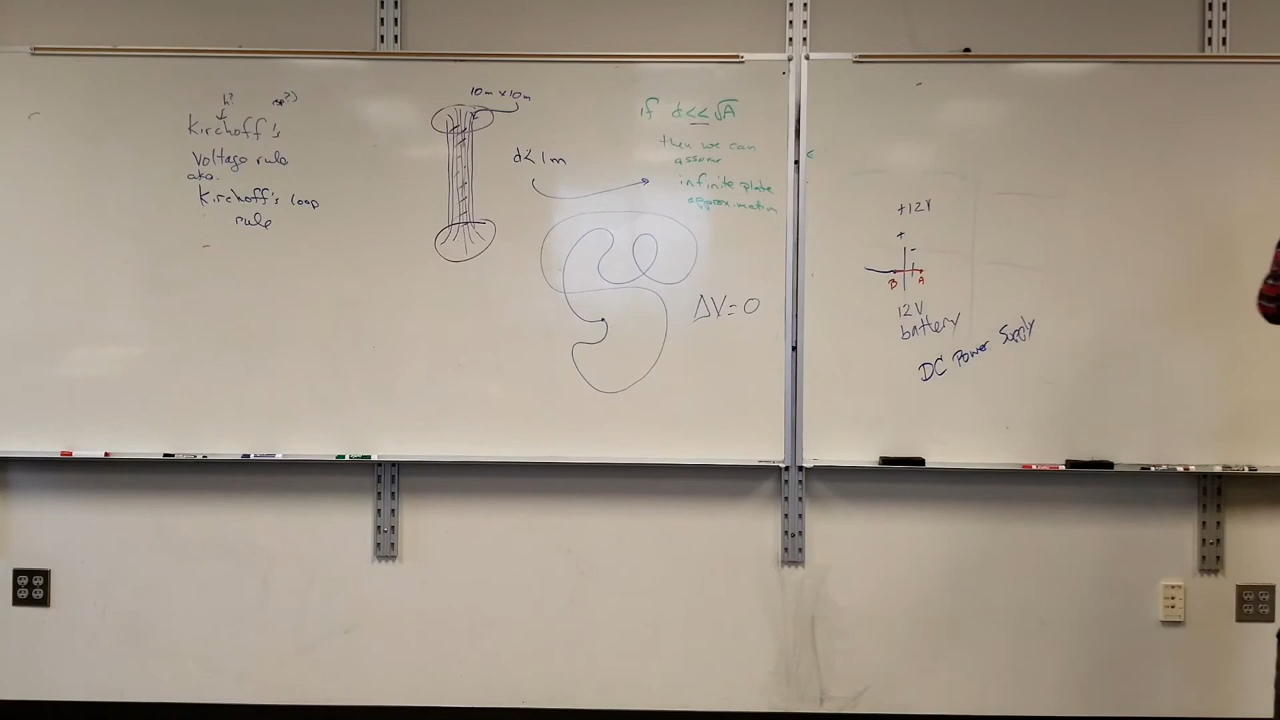 h?
sp?)
Kirchoff's
Voltage rule
aka.
Kirchoff's loop
rule
10m x 10m
d<1m
if d<<√A
then we can
assume
infinite plate
approximation
ΔV=0
+12V
+ -
B A
12V
battery
DC Power Supply